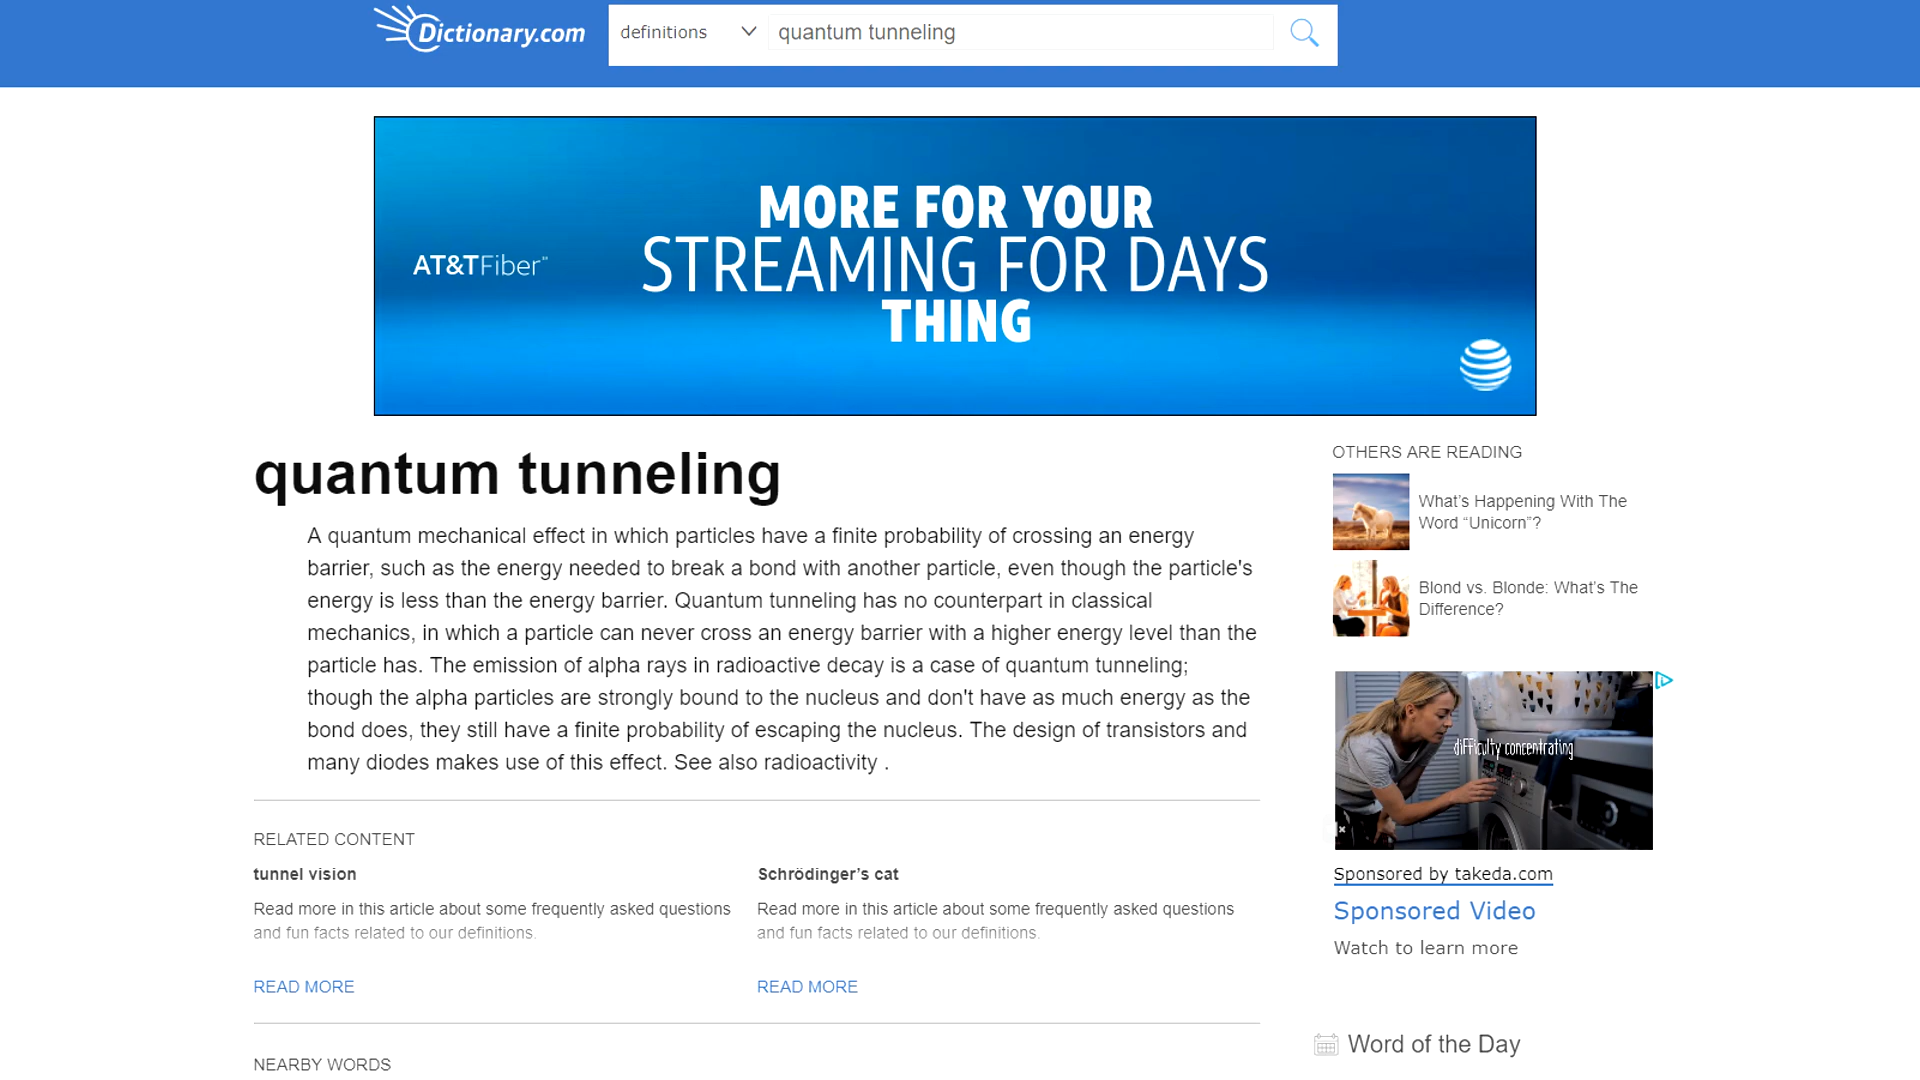 Dictionary.com
definitions
quantum tunneling
MORE FOR YOUR
STREAMING FOR DAYS
THING
AT&T Fiber℠
quantum tunneling
A quantum mechanical effect in which particles have a finite probability of crossing an energy
barrier, such as the energy needed to break a bond with another particle, even though the particle's
energy is less than the energy barrier. Quantum tunneling has no counterpart in classical
mechanics, in which a particle can never cross an energy barrier with a higher energy level than the
particle has. The emission of alpha rays in radioactive decay is a case of quantum tunneling;
though the alpha particles are strongly bound to the nucleus and don't have as much energy as the
bond does, they still have a finite probability of escaping the nucleus. The design of transistors and
many diodes makes use of this effect. See also radioactivity .
RELATED CONTENT
tunnel vision
Read more in this article about some frequently asked questions
and fun facts related to our definitions.
READ MORE
Schrödinger’s cat
Read more in this article about some frequently asked questions
and fun facts related to our definitions.
READ MORE
NEARBY WORDS
OTHERS ARE READING
What’s Happening With The
Word “Unicorn”?
Blond vs. Blonde: What’s The
Difference?
difficulty concentrating
Sponsored by takeda.com
Sponsored Video
Watch to learn more
Word of the Day